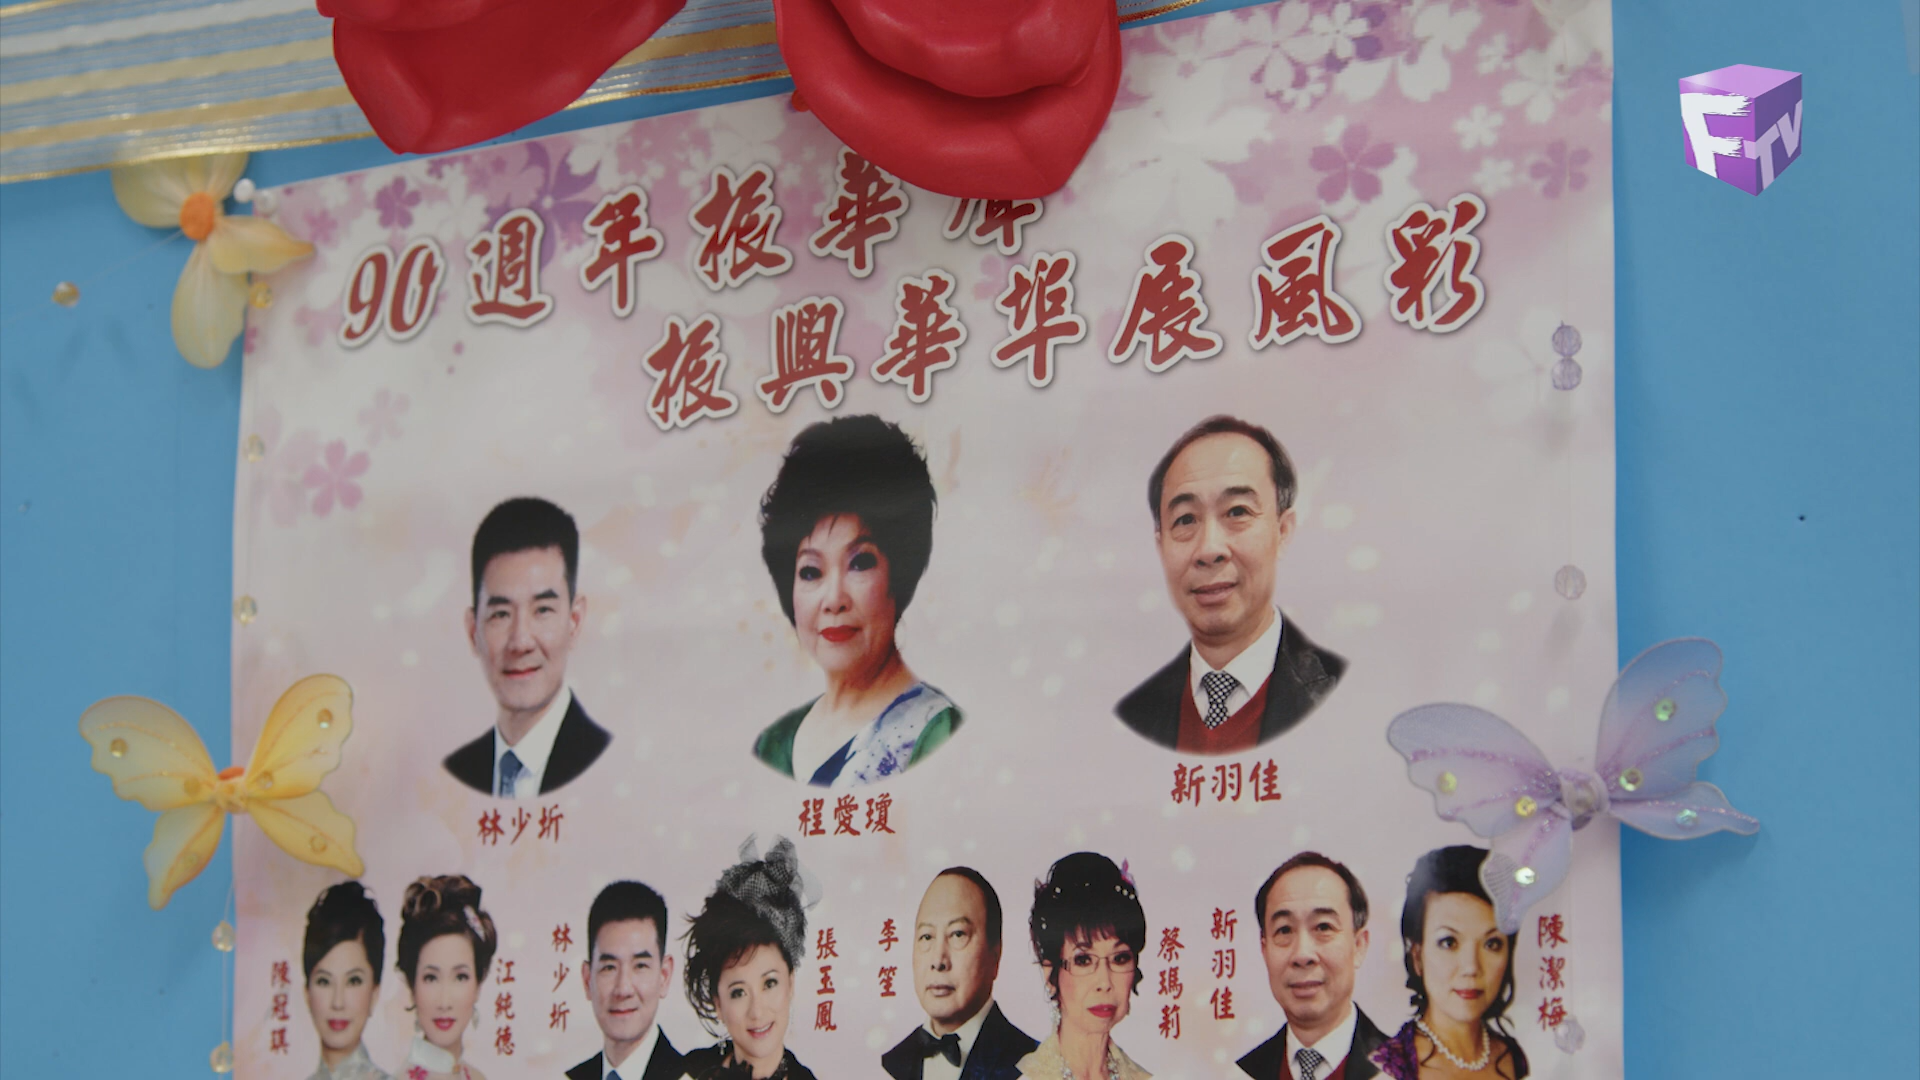 FTV
90週年振華聲
振興華埠展風彩
林少圻
程愛瓊
新羽佳
陳冠琪
江純德
林少圻
張玉鳳
李笙
蔡瑪莉
新羽佳
陳潔梅